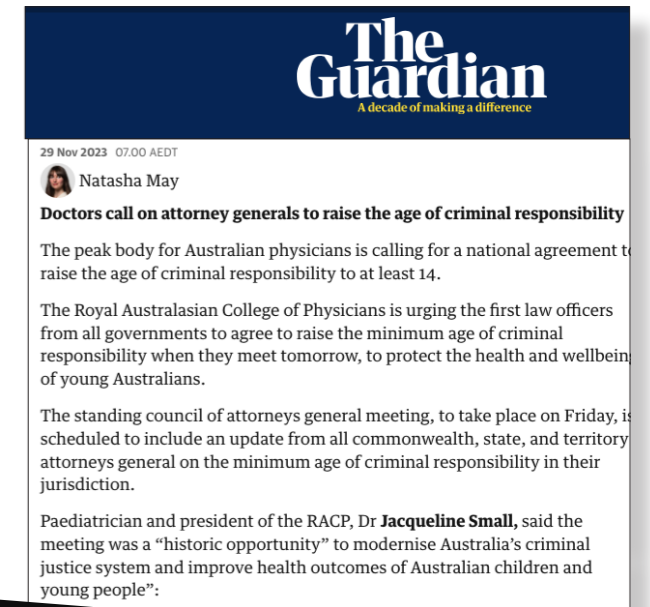 The
Guardian
A decade of making a difference
29 Nov 2023 07.00 AEDT
Natasha May
Doctors call on attorney generals to raise the age of criminal responsibility
The peak body for Australian physicians is calling for a national agreement
raise the age of criminal responsibility to at least 14.
The Royal Australasian College of Physicians is urging the first law officers
from all governments to agree to raise the minimum age of criminal
responsibility when they meet tomorrow, to protect the health and wellbein
of young Australians.
The standing council of attorneys general meeting, to take place on Friday, is
scheduled to include an update from all commonwealth, state, and territory
attorneys general on the minimum age of criminal responsibility in their
jurisdiction.
Paediatrician and president of the RACP, Dr Jacqueline Small, said the
meeting was a “historic opportunity” to modernise Australia’s criminal
justice system and improve health outcomes of Australian children and
young people”: